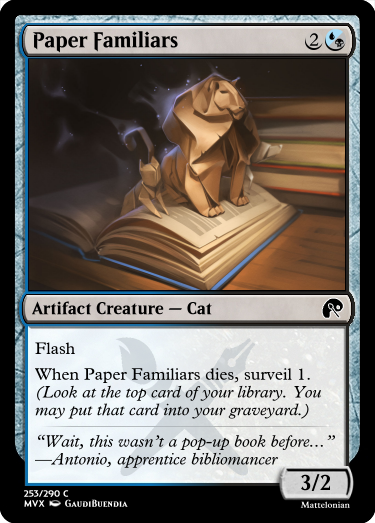 Paper Familiars 2
Artifact Creature — Cat
Flash
When Paper Familiars dies, surveil 1.
(Look at the top card of your library. You
may put that card into your graveyard.)
“Wait, this wasn't a pop-up book before…”
—Antonio, apprentice bibliomancer
3/2
253/290 C
MVX GaudiBuendia
Mattelonian